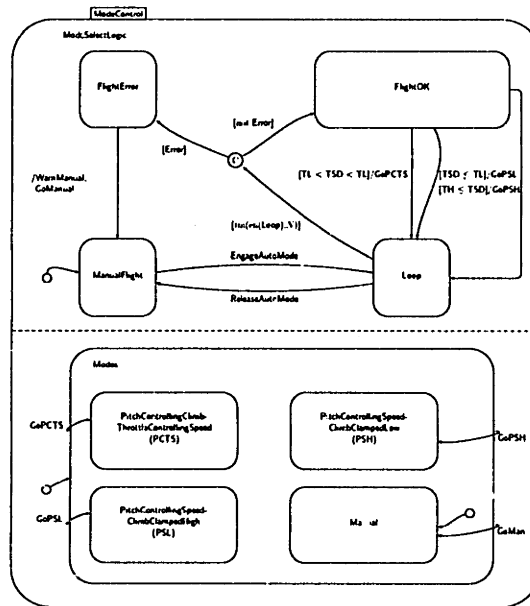 ModeControl
ModeSelectLogic
FlightError
FlightOK
[not Error]
[Error]
C
[TL < TSD < TL]/GoPCTS
[TSD ≤ TL]/GoPSL
[TH ≤ TSD]/GoPSH
/WarnManual,
GoManual
EngageAutoMode
ManualFlight
Loop
ReleaseAutoMode
Modes
PitchControllingClimb-
ThrottleControllingSpeed
(PCTS)
PitchControllingSpeed-
ClimbClampedLow
(PSH)
GoPCTS
GoPSH
PitchControllingSpeed-
ClimbClampedHigh
(PSL)
GoPSL
Manual
GoMan